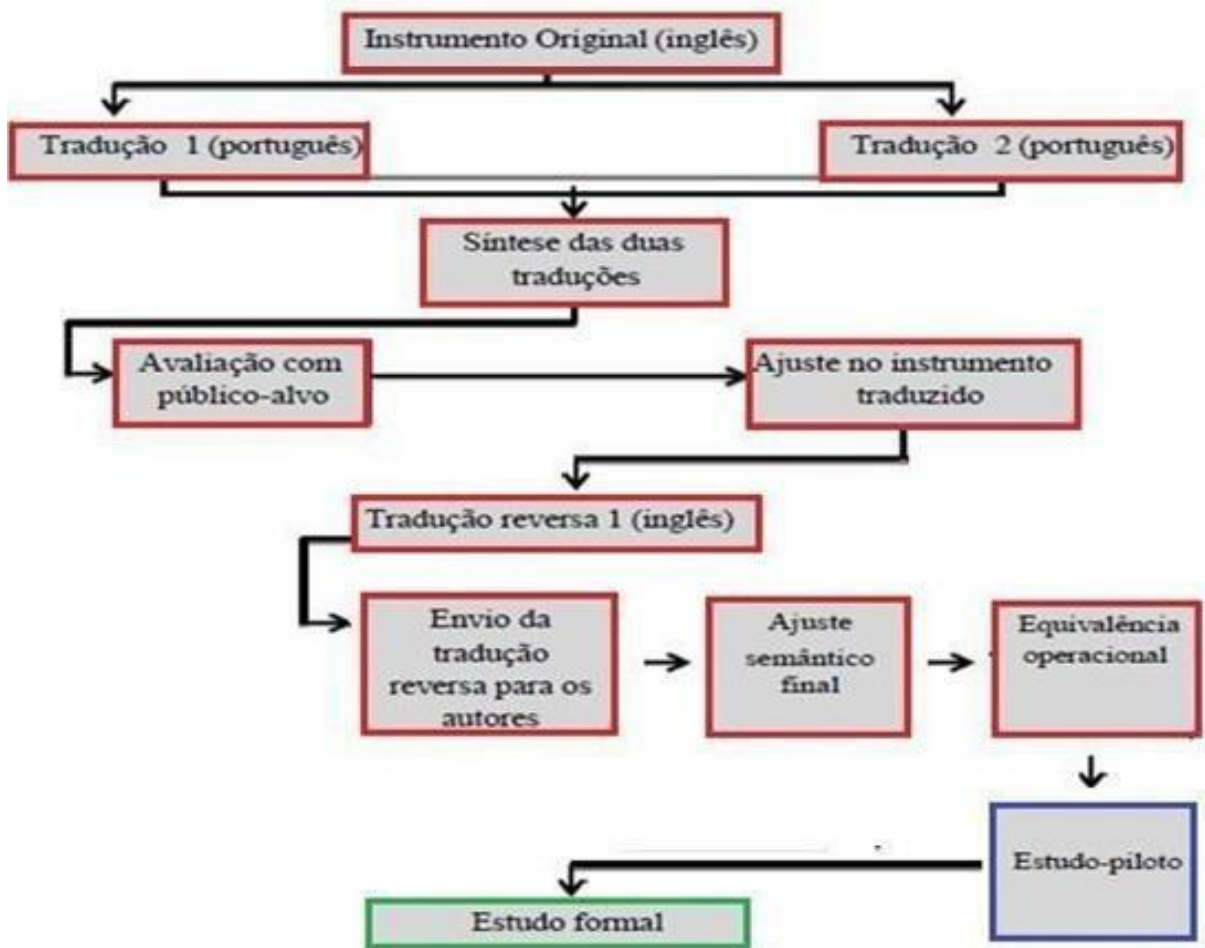 Instrumento Original (inglês)
Tradução 1 (português)
Tradução 2 (português)
Síntese das duas
traduções
Avaliação com
público-alvo
Ajuste no instrumento
traduzido
Tradução reversa 1 (inglês)
Envio da
tradução
reversa para os
autores
Ajuste
semântico
final
Equivalência
operacional
Estudo-piloto
Estudo formal